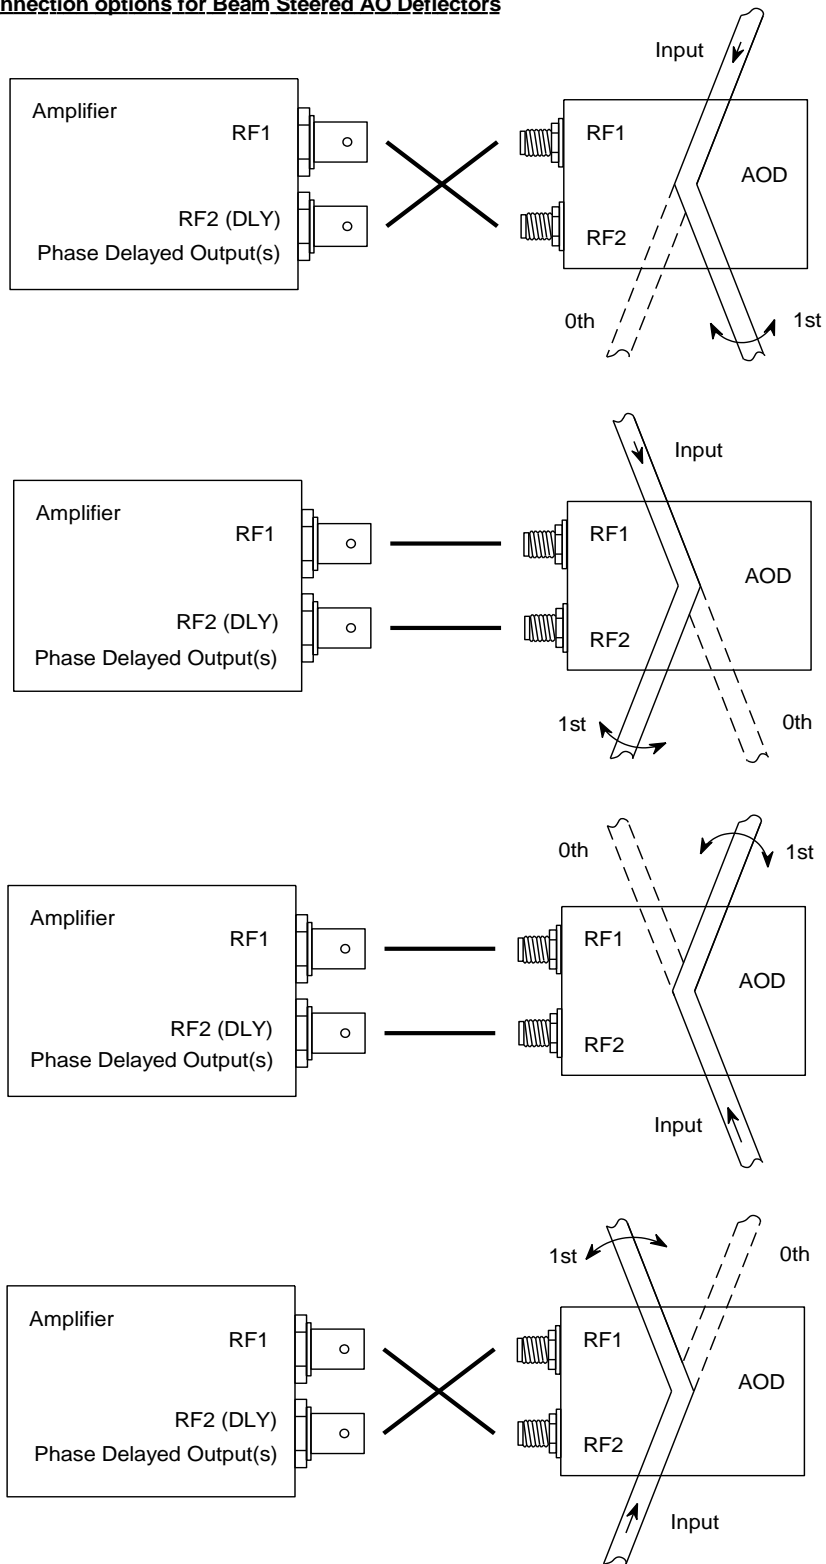 nnection options for Beam Steered AO Deflectors
Input
Amplifier
RF1
RF1
AOD
RF2 (DLY)
RF2
Phase Delayed Output(s)
0th
1st
Input
Amplifier
RF1
RF1
AOD
RF2 (DLY)
RF2
Phase Delayed Output(s)
1st
0th
0th
1st
Amplifier
RF1
RF1
AOD
RF2 (DLY)
RF2
Phase Delayed Output(s)
Input
1st
0th
Amplifier
RF1
RF1
AOD
RF2 (DLY)
RF2
Phase Delayed Output(s)
Input